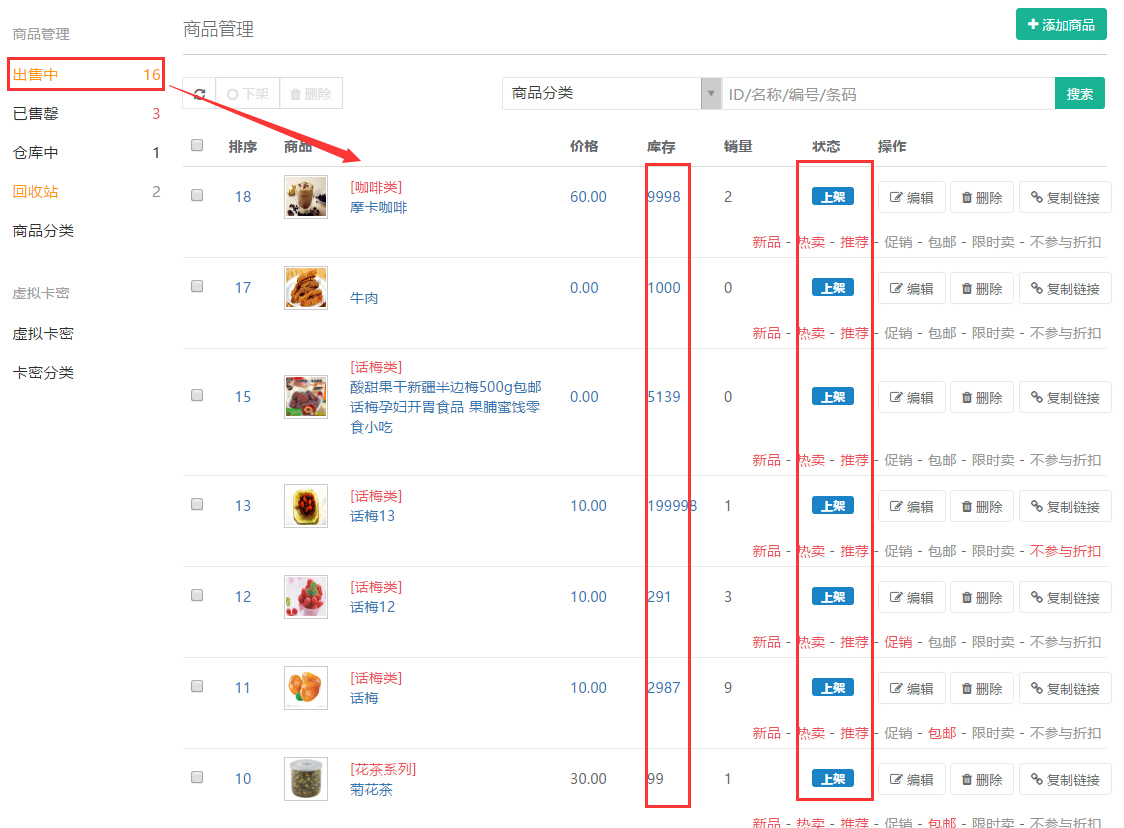 商品管理
出售中 16
已售罄 3
仓库中 1
回收站 2
商品分类
虚拟卡密
虚拟卡密
卡密分类
商品管理
添加商品
下架 删除 商品分类 ID/名称/编号/条码 搜索
排序 商品 价格 库存 销量 状态 操作
18 [咖啡类] 60.00 9998 2 上架 编辑 删除 复制链接
摩卡咖啡
新品 - 热卖 - 推荐 - 促销 - 包邮 - 限时卖 - 不参与折扣
17 牛肉 0.00 1000 0 上架 编辑 删除 复制链接
新品 - 热卖 - 推荐 - 促销 - 包邮 - 限时卖 - 不参与折扣
[话梅类]
15 酸甜果干新疆半边梅500g包邮 0.00 5139 0 上架 编辑 删除 复制链接
话梅孕妇开胃食品 果脯蜜饯零
食小吃
新品 - 热卖 - 推荐 - 促销 - 包邮 - 限时卖 - 不参与折扣
13 [话梅类] 10.00 199998 1 上架 编辑 删除 复制链接
话梅13
新品 - 热卖 - 推荐 - 促销 - 包邮 - 限时卖 - 不参与折扣
12 [话梅类] 10.00 291 3 上架 编辑 删除 复制链接
话梅12
新品 - 热卖 - 推荐 - 促销 - 包邮 - 限时卖 - 不参与折扣
11 [话梅类] 10.00 2987 9 上架 编辑 删除 复制链接
话梅
新品 - 热卖 - 推荐 - 促销 - 包邮 - 限时卖 - 不参与折扣
10 [花茶系列] 30.00 99 1 上架 编辑 删除 复制链接
菊花茶
新品 - 热卖 - 推荐 - 促销 - 包邮 - 限时卖 - 不参与折扣